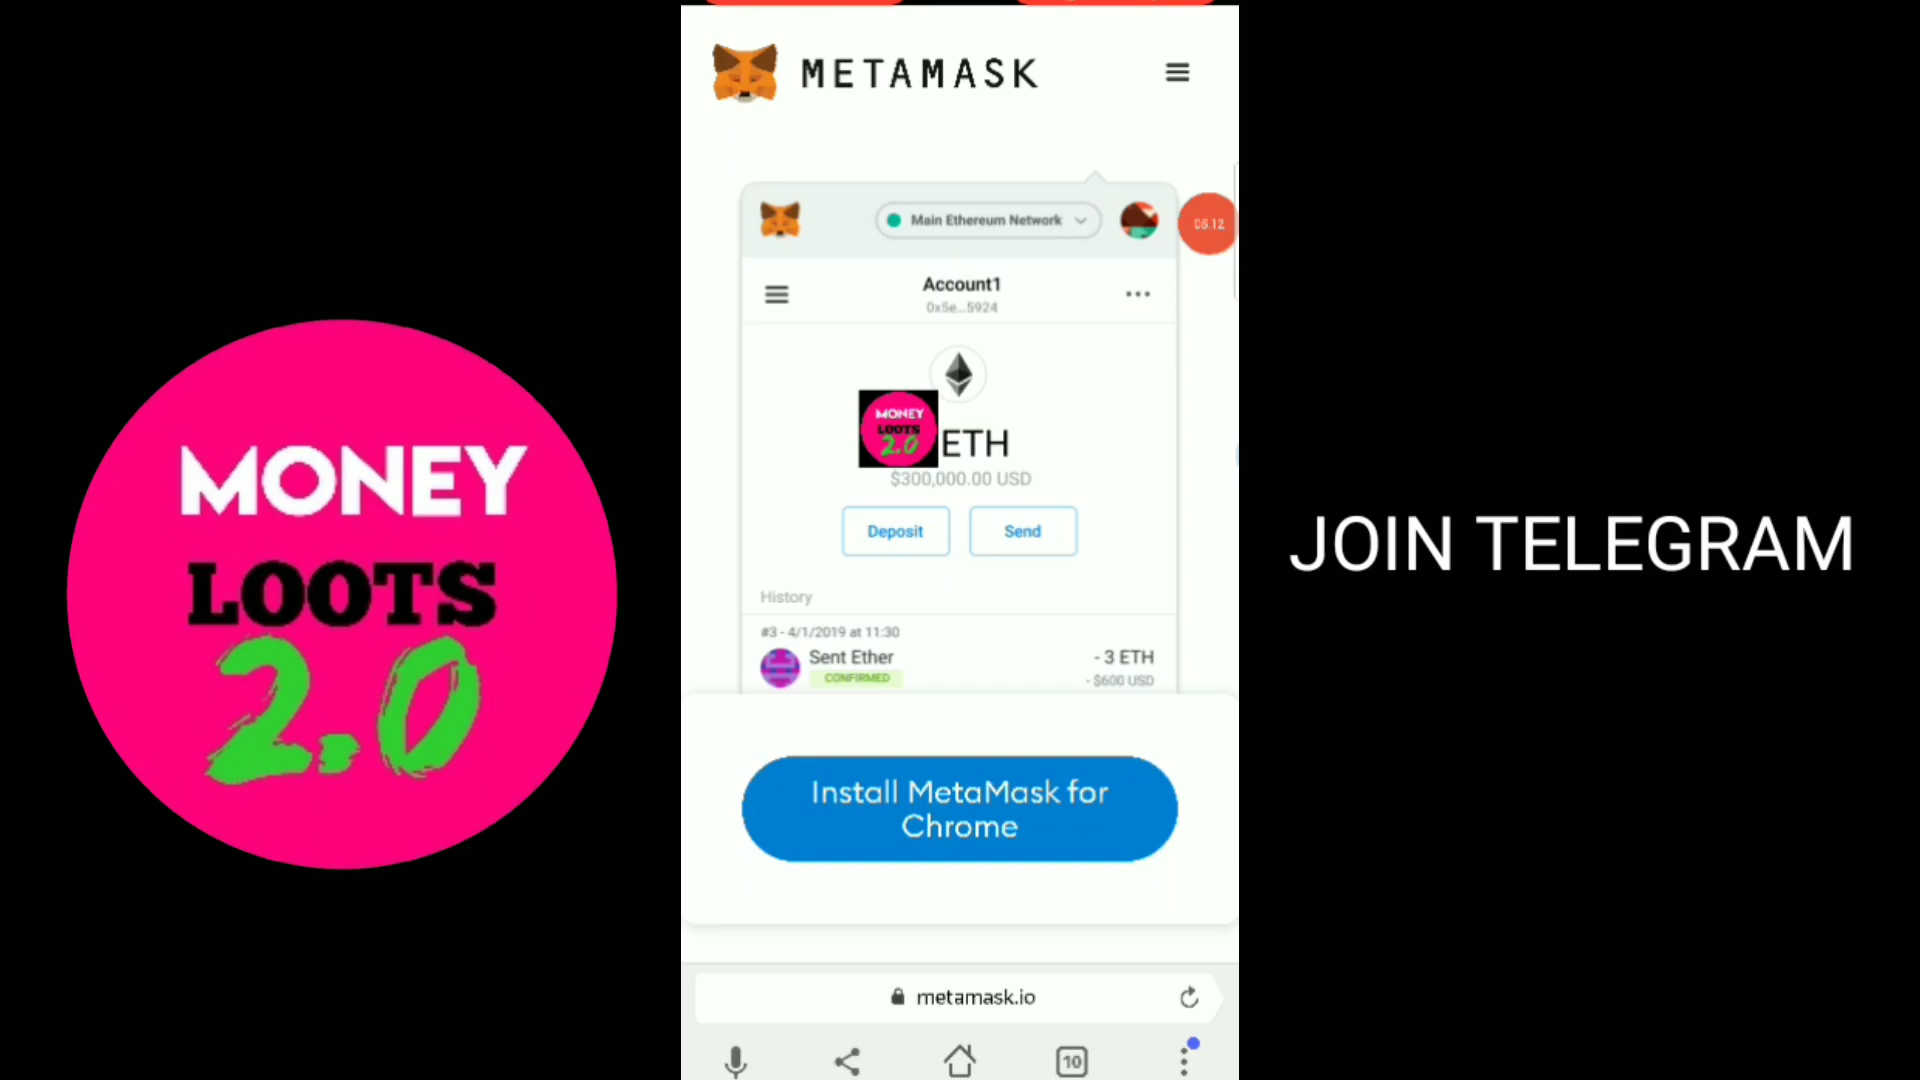 MONEY
LOOTS
2.0
METAMASK
Main Ethereum Network
05:12
Account1
0x5e...5924
MONEY
LOOTS
2.0
ETH
$300,000.00 USD
Deposit
Send
History
#3 - 4/1/2019 at 11:30
Sent Ether
- 3 ETH
CONFIRMED
- $600 USD
Install MetaMask for
Chrome
metamask.io
10
JOIN TELEGRAM